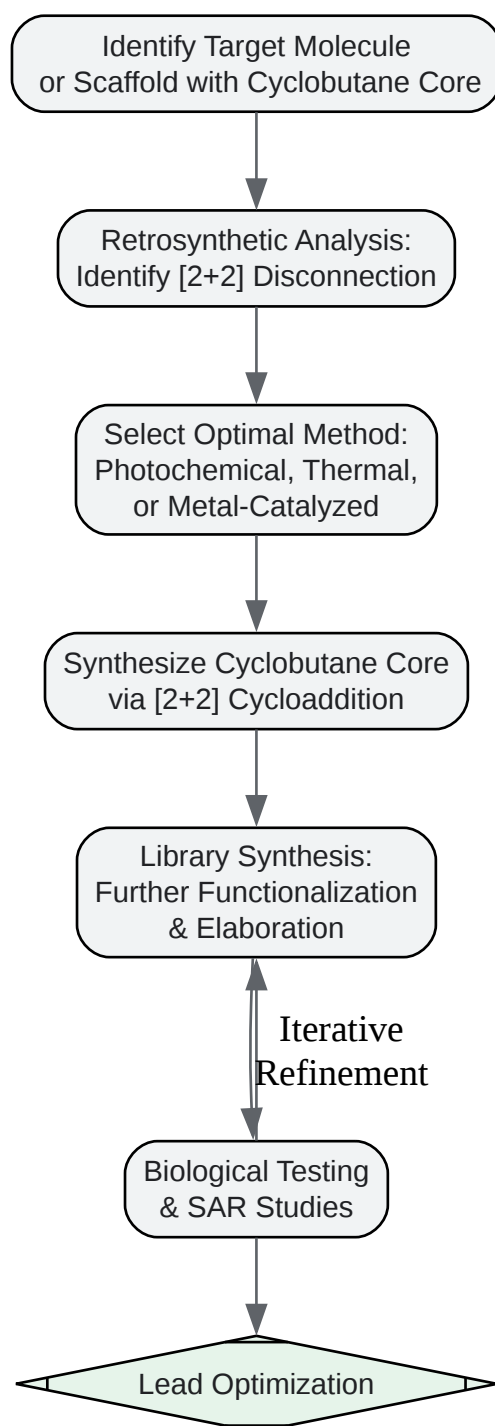 Identify Target Molecule
or Scaffold with Cyclobutane Core
Retrosynthetic Analysis:
Identify [2+2] Disconnection
Select Optimal Method:
Photochemical, Thermal,
or Metal-Catalyzed
Synthesize Cyclobutane Core
via [2+2] Cycloaddition
Library Synthesis:
Further Functionalization
& Elaboration
Iterative
Refinement
Biological Testing
& SAR Studies
Lead Optimization